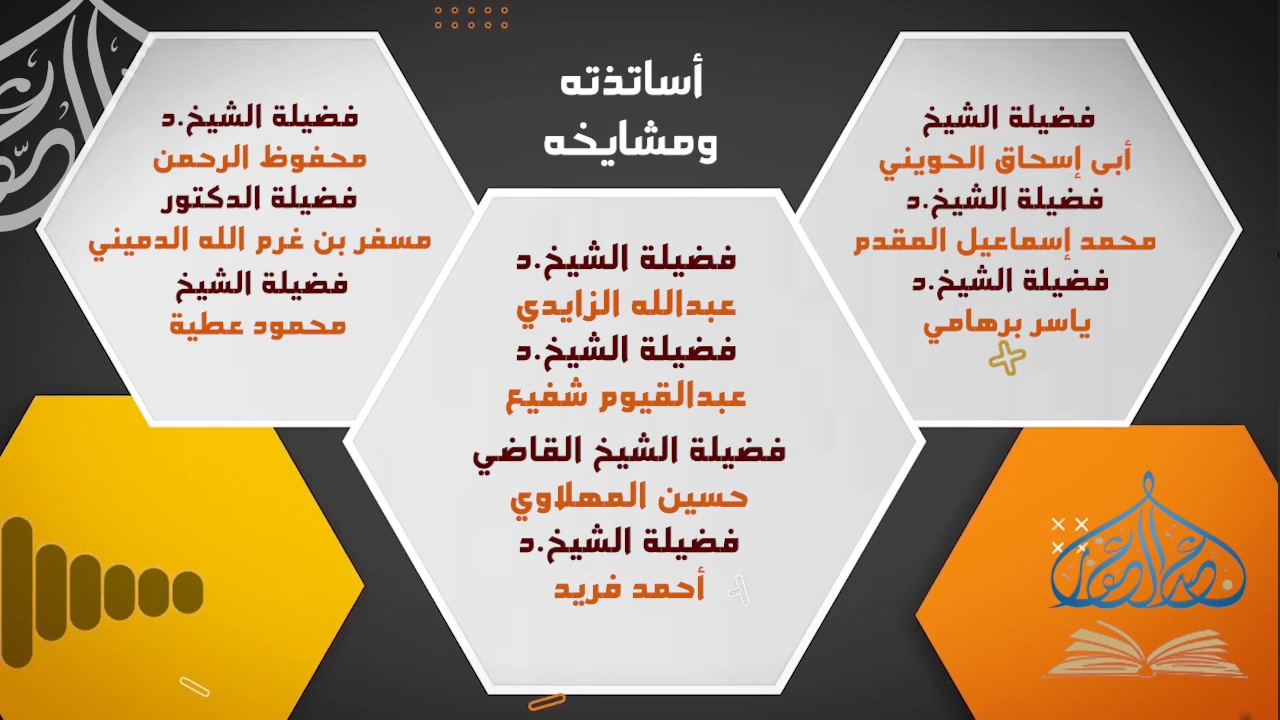 أساتذته
ومشايخه
فضيلة الشيخ
أبى إسحاق الحويني
فضيلة الشيخ.د
محمد إسماعيل المقدم
فضيلة الشيخ.د
ياسر برهامي
فضيلة الشيخ.د
عبدالله الزايدي
فضيلة الشيخ.د
عبدالقيوم شفيع
فضيلة الشيخ القاضي
حسين المهلاوي
فضيلة الشيخ.د
أحمد فريد
فضيلة الشيخ.د
محفوظ الرحمن
فضيلة الدكتور
مسفر بن غرم الله الدميني
فضيلة الشيخ
محمود عطية